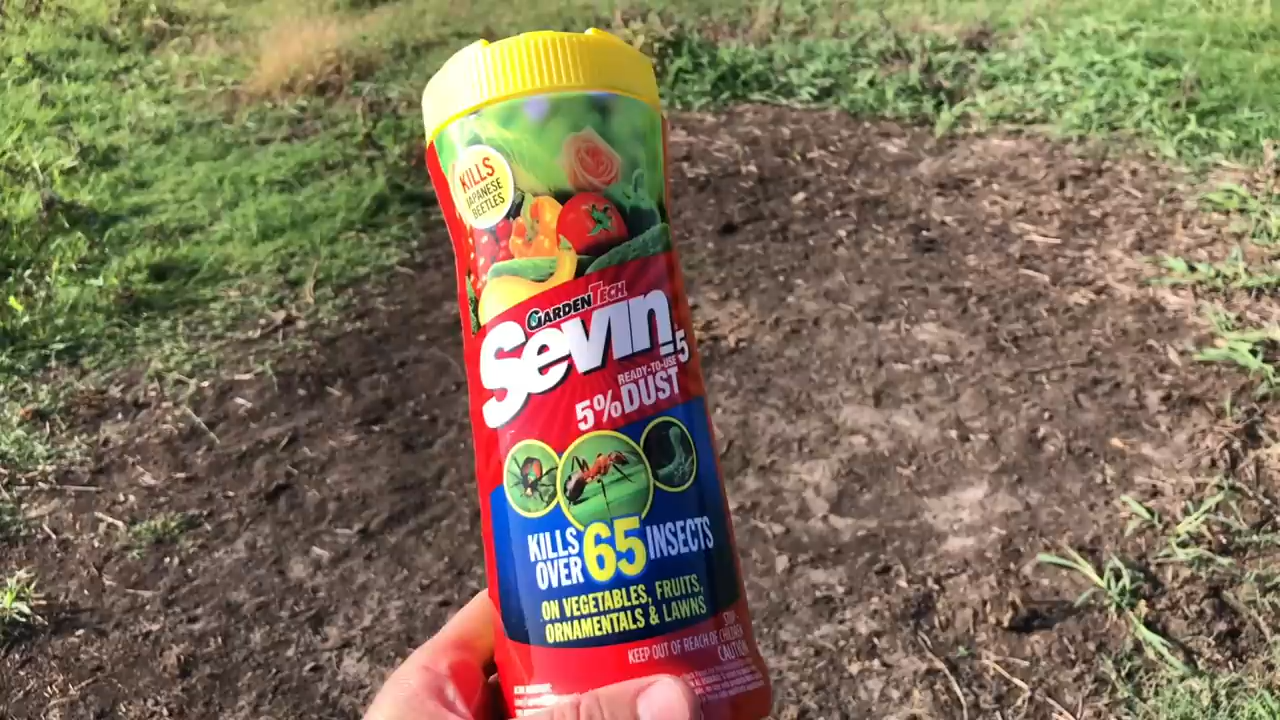 KILLS
JAPANESE
BEETLES
GARDENTECH
Sevin
5
READY-TO-USE
5% DUST
KILLS
OVER
65
INSECTS
ON VEGETABLES, FRUITS,
ORNAMENTALS & LAWNS
STOP
KEEP OUT OF REACH OF CHILDREN
CAUTION